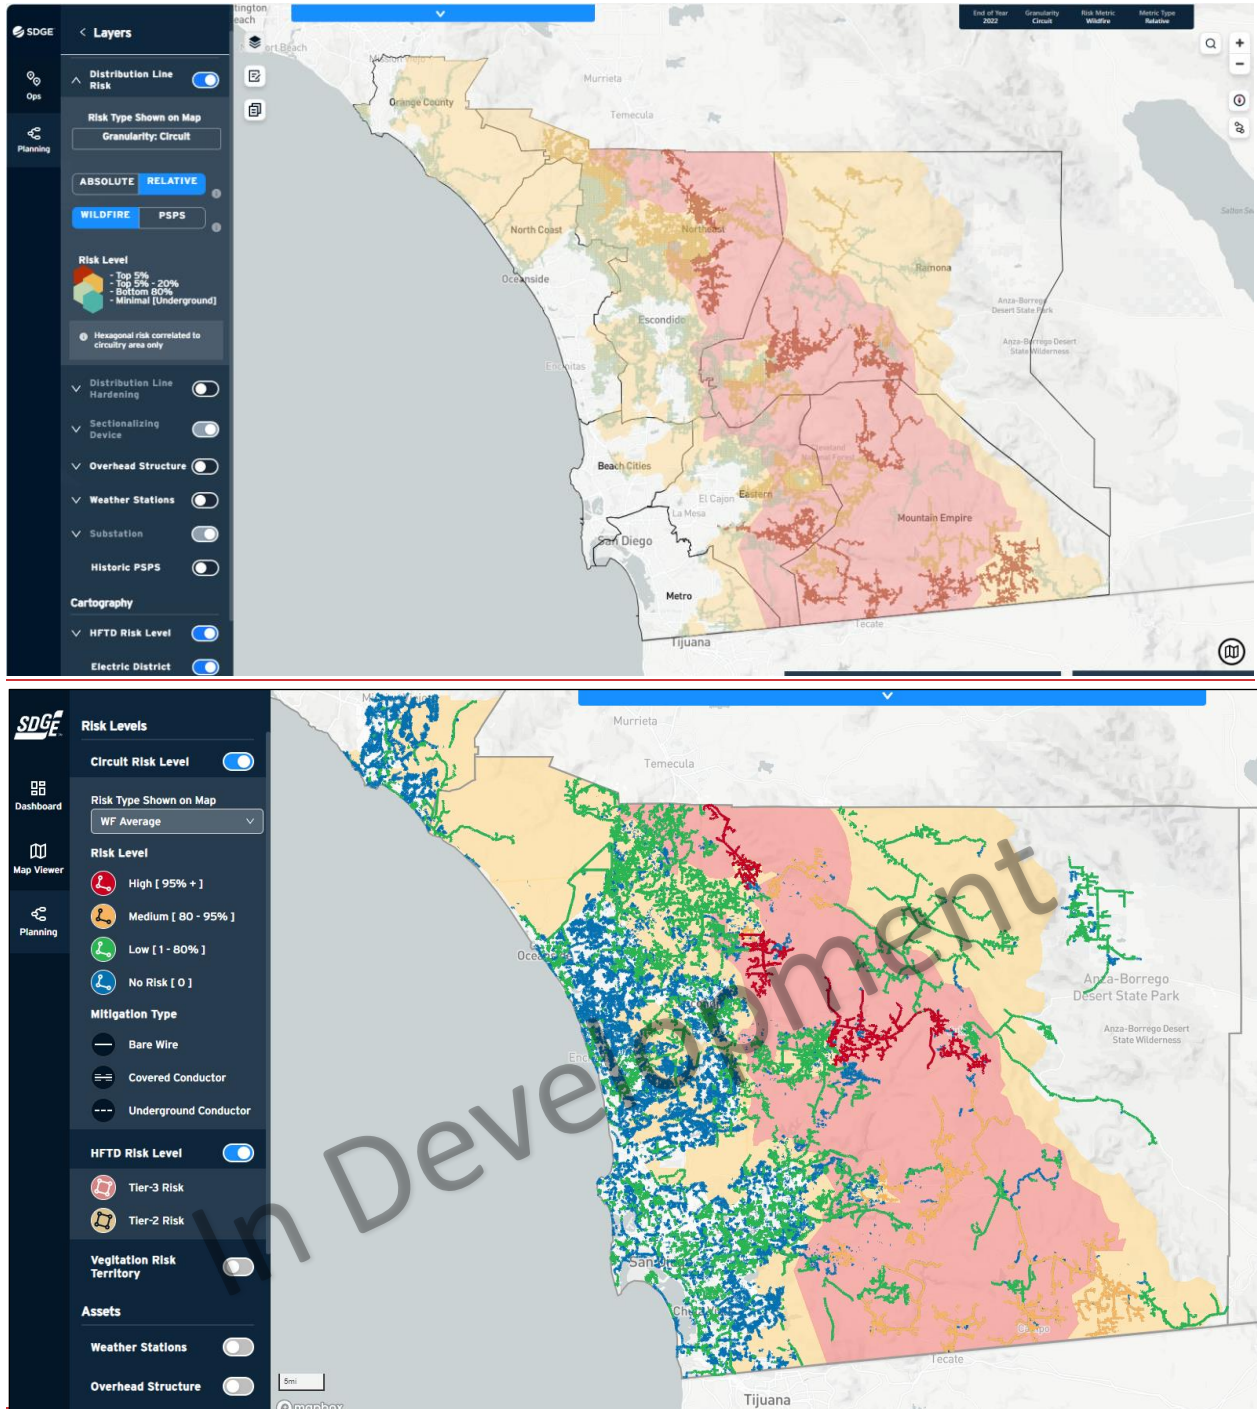 tington
each
SDGE
< Layers
End of Year
2022
Granularity
Circuit
Risk Metric
Wildfire
Metric Type
Relative
ort Beach
Murrieta
Temecula
Orange County
Distribution Line
Risk
Ops
Risk Type Shown on Map
Granularity: Circuit
Planning
ABSOLUTE
RELATIVE
WILDFIRE
PSPS
North Coast
Northeast
Ramona
Oceanside
Risk Level
- Top 5%
- Top 5% - 20%
- Bottom 80%
- Minimal [Underground]
Anza-Borrego
Desert State Park
Escondido
Hexagonal risk correlated to
circuitry area only
Anza-Borrego Desert
State Wilderness
Encinitas
Distribution Line
Hardening
Sectionalizing
Device
Overhead Structure
Beach Cities
Weather Stations
El Cajon
Eastern
La Mesa
Mountain Empire
Substation
San Diego
Historic PSPS
Metro
Cartography
Tecate
HFTD Risk Level
Tijuana
Electric District
SDGE
Risk Levels
Murrieta
Circuit Risk Level
Temecula
Dashboard
Risk Type Shown on Map
WF Average
Risk Level
Map Viewer
High [ 95% + ]
Medium [ 80 - 95% ]
Planning
Low [ 1 - 80% ]
No Risk [ 0 ]
Anza-Borrego
Desert State Park
Mitigation Type
Anza-Borrego Desert
State Wilderness
Bare Wire
Covered Conductor
Underground Conductor
In Development
HFTD Risk Level
Tier-3 Risk
Tier-2 Risk
Vegitation Risk
Territory
Assets
Weather Stations
Tecate
Overhead Structure
5mi
Tijuana
mapbox